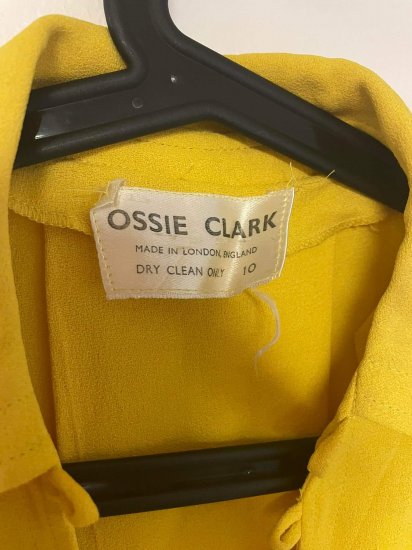 OSSIE CLARK
MADE IN LONDON, ENGLAND
DRY CLEAN ONLY 10